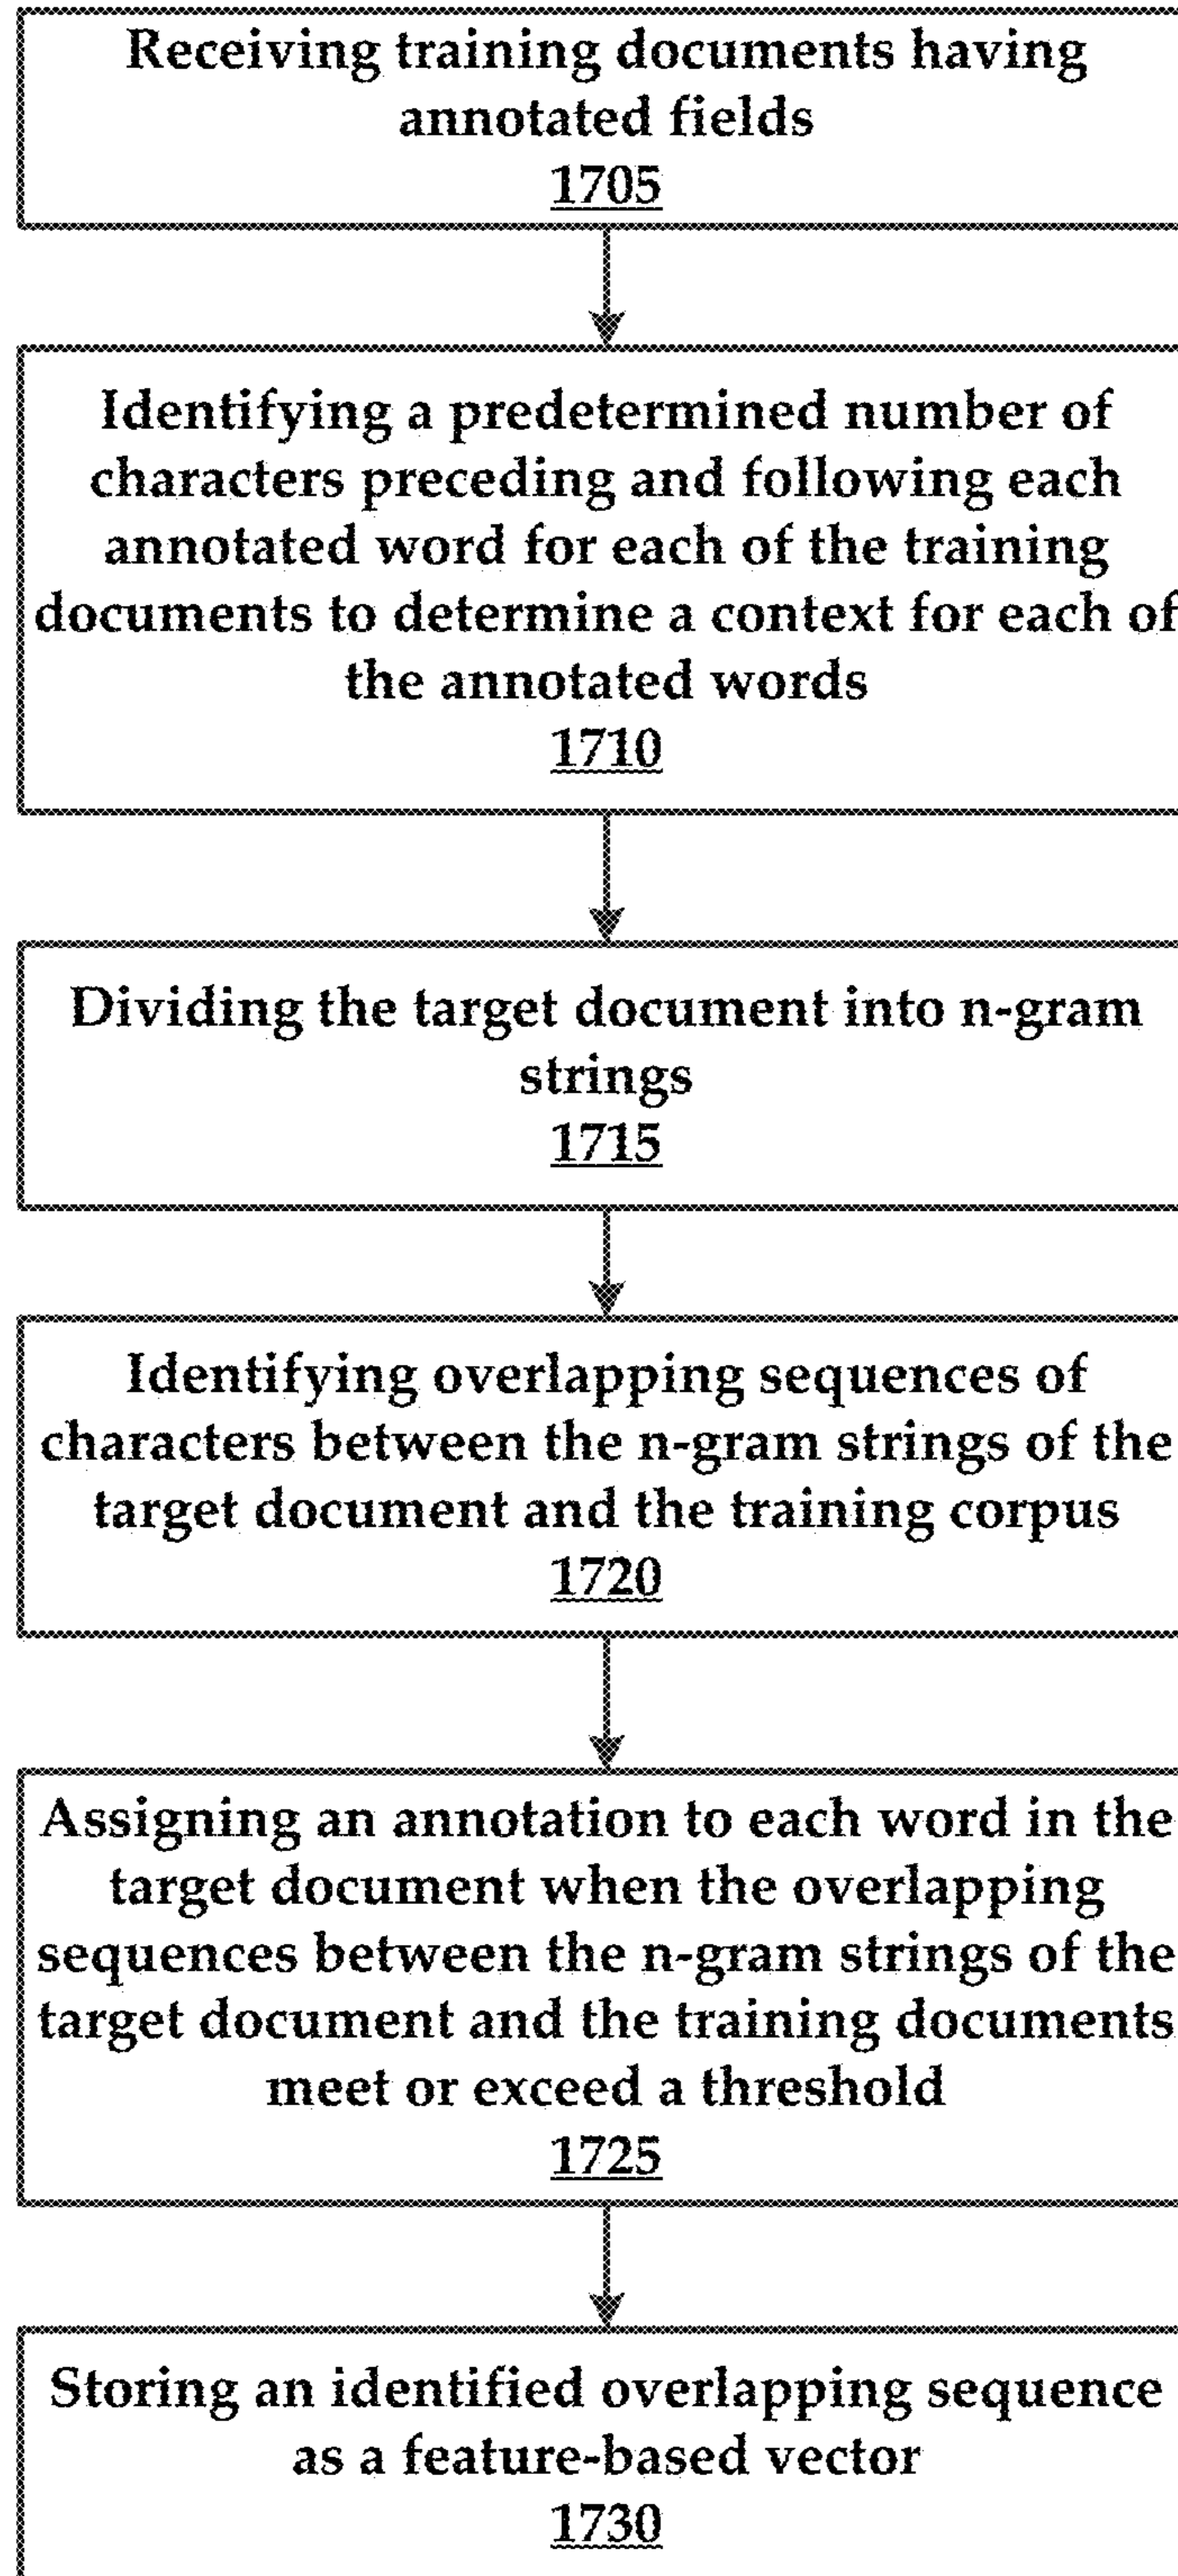 Receiving training documents having
annotated fields
1705
Identifying a predetermined number of
characters preceding and following each
annotated word for each of the training
documents to determine a context for each of
the annotated words
1710
Dividing the target document into n-gram
strings
1715
Identifying overlapping sequences of
characters between the n-gram strings of the
target document and the training corpus
1720
Assigning an annotation to each word in the
target document when the overlapping
sequences between the n-gram strings of the
target document and the training documents
meet or exceed a threshold
1725
Storing an identified overlapping sequence
as a feature-based vector
1730